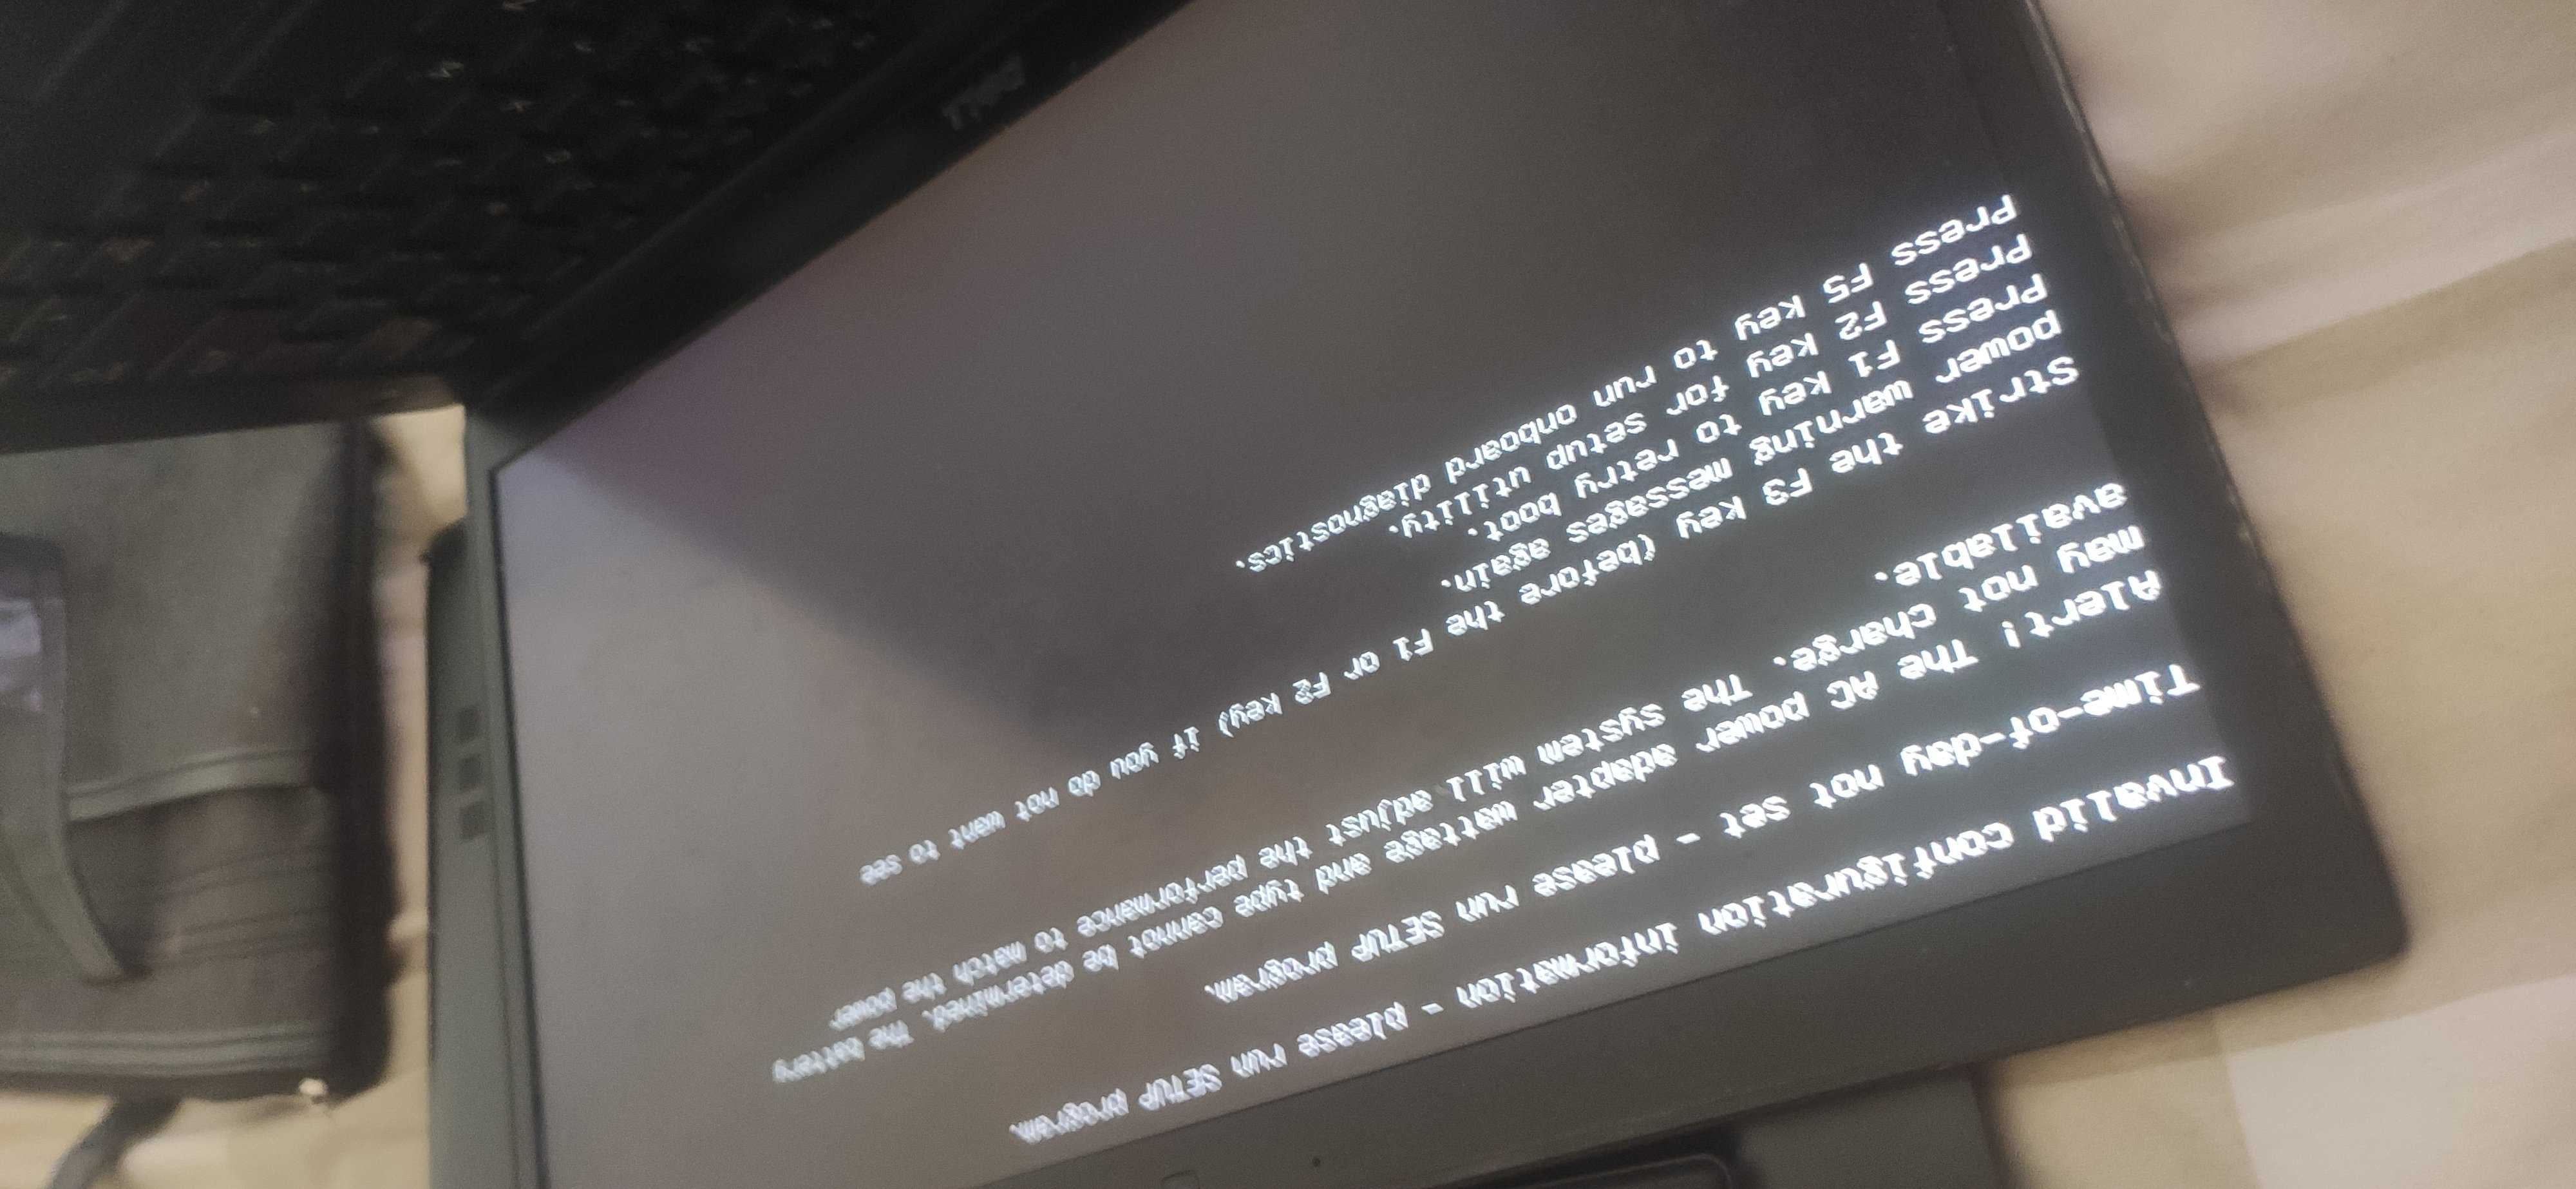 Invalid configuration information - please run SETUP program.
Time-of-day not set - please run SETUP program.
Alert! The AC power adapter wattage and type cannot be determined. The battery
may not charge. The system will adjust the performance to match the power
available.
Strike the F3 key (before the F1 or F2 key) if you do not want to see
power warning messages again.
Press F1 key to retry boot.
Press F2 key for setup utility.
Press F5 key to run onboard diagnostics.
DELL